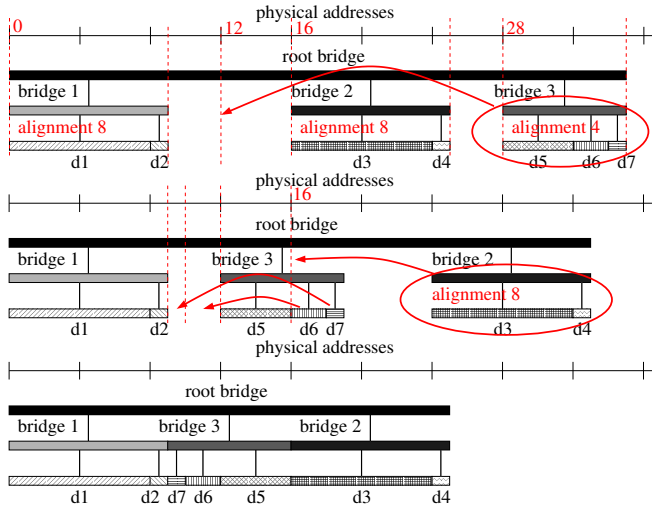 physical addresses
0 12 16 28
root bridge
bridge 1 bridge 2 bridge 3
alignment 8 alignment 8 alignment 4
d1 d2 d3 d4 d5 d6 d7
physical addresses
16
root bridge
bridge 1 bridge 3 bridge 2
alignment 8
d1 d2 d5 d6 d7 d3 d4
physical addresses
root bridge
bridge 1 bridge 3 bridge 2
d1 d2 d7 d6 d5 d3 d4